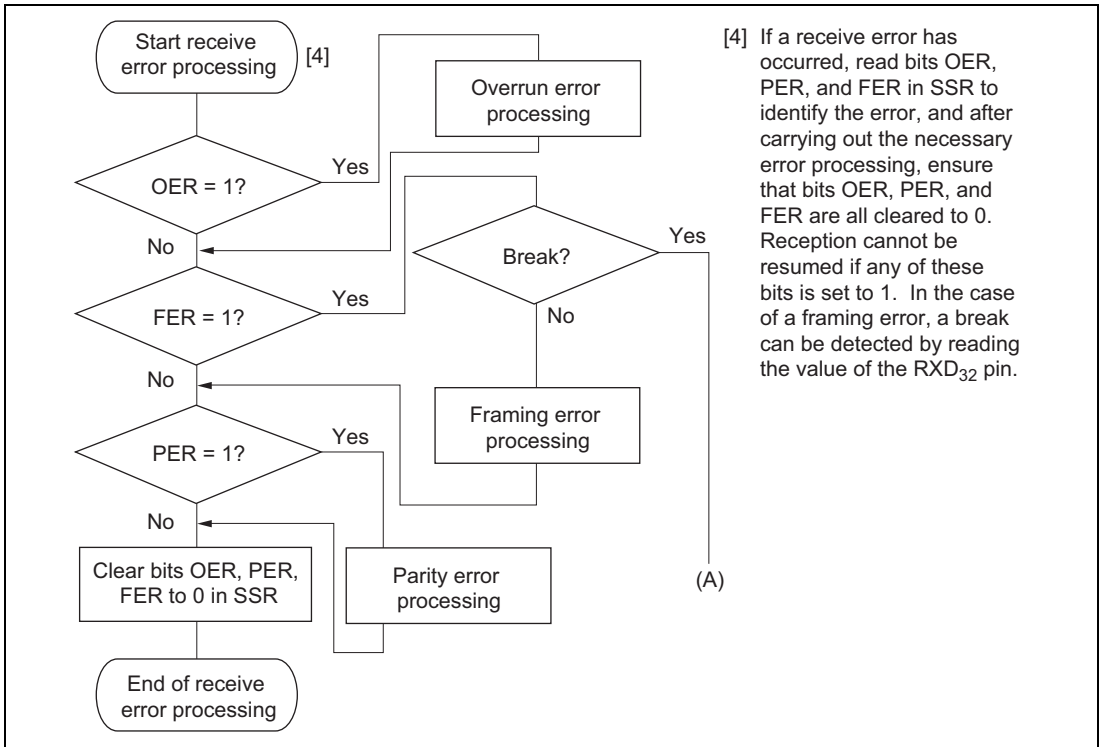 Start receive
error processing
[4]
OER = 1?
Yes
Overrun error
processing
No
FER = 1?
Yes
Break?
Yes
No
Framing error
processing
No
PER = 1?
Yes
Parity error
processing
No
Clear bits OER, PER,
FER to 0 in SSR
End of receive
error processing
(A)
[4] If a receive error has
occurred, read bits OER,
PER, and FER in SSR to
identify the error, and after
carrying out the necessary
error processing, ensure
that bits OER, PER, and
FER are all cleared to 0.
Reception cannot be
resumed if any of these
bits is set to 1. In the case
of a framing error, a break
can be detected by reading
the value of the RXD32 pin.